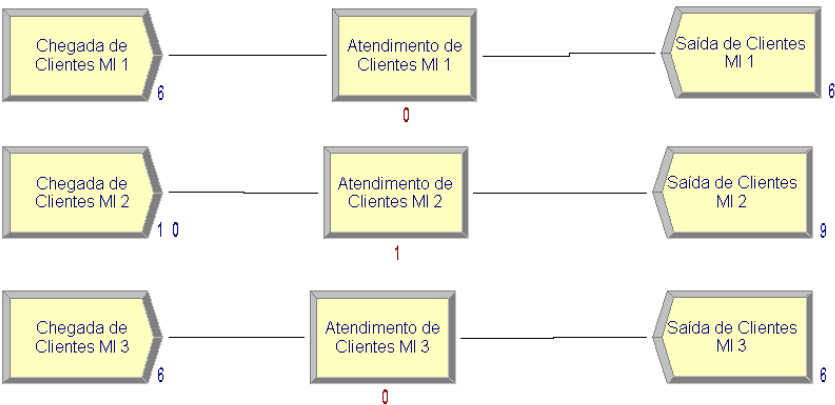 Chegada de
Clientes MI 1
6
Atendimento de
Clientes MI 1
0
Saída de Clientes
MI 1
6
Chegada de
Clientes MI 2
1 0
Atendimento de
Clientes MI 2
1
Saída de Clientes
MI 2
9
Chegada de
Clientes MI 3
6
Atendimento de
Clientes MI 3
0
Saída de Clientes
MI 3
6